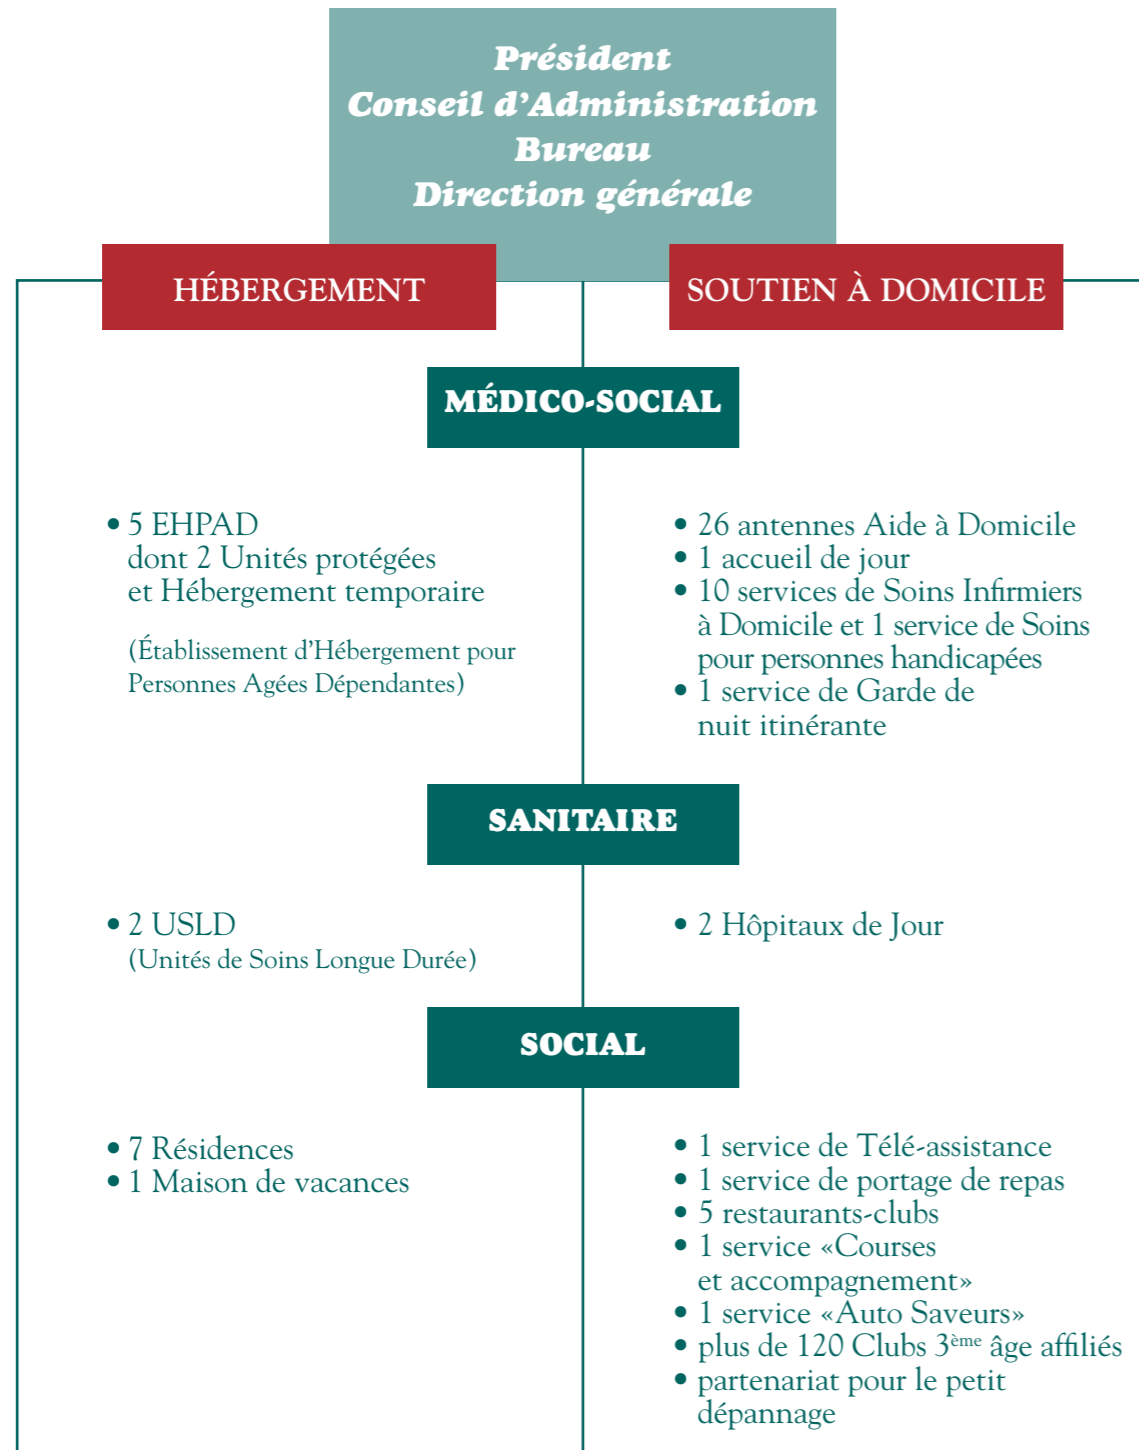 Président
Conseil d'Administration
Bureau
Direction générale
HÉBERGEMENT
SOUTIEN À DOMICILE
MÉDICO-SOCIAL
• 5 EHPAD
dont 2 Unités protégées
et Hébergement temporaire
(Établissement d'Hébergement pour
Personnes Agées Dépendantes)
• 26 antennes Aide à Domicile
• 1 accueil de jour
• 10 services de Soins Infirmiers
à Domicile et 1 service de Soins
pour personnes handicapées
• 1 service de Garde de
nuit itinérante
SANITAIRE
• 2 USLD
(Unités de Soins Longue Durée)
• 2 Hôpitaux de Jour
SOCIAL
• 7 Résidences
• 1 Maison de vacances
• 1 service de Télé-assistance
• 1 service de portage de repas
• 5 restaurants-clubs
• 1 service «Courses
et accompagnement»
• 1 service «Auto Saveurs»
• plus de 120 Clubs 3ème âge affiliés
• partenariat pour le petit
dépannage